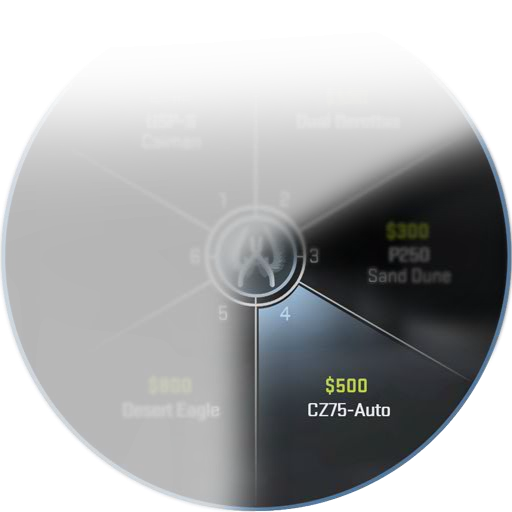 Dual Berettas
Caiman
1
2
$300
P250
Sand Dune
6
3
5
4
$800
Desert Eagle
$500
CZ75-Auto